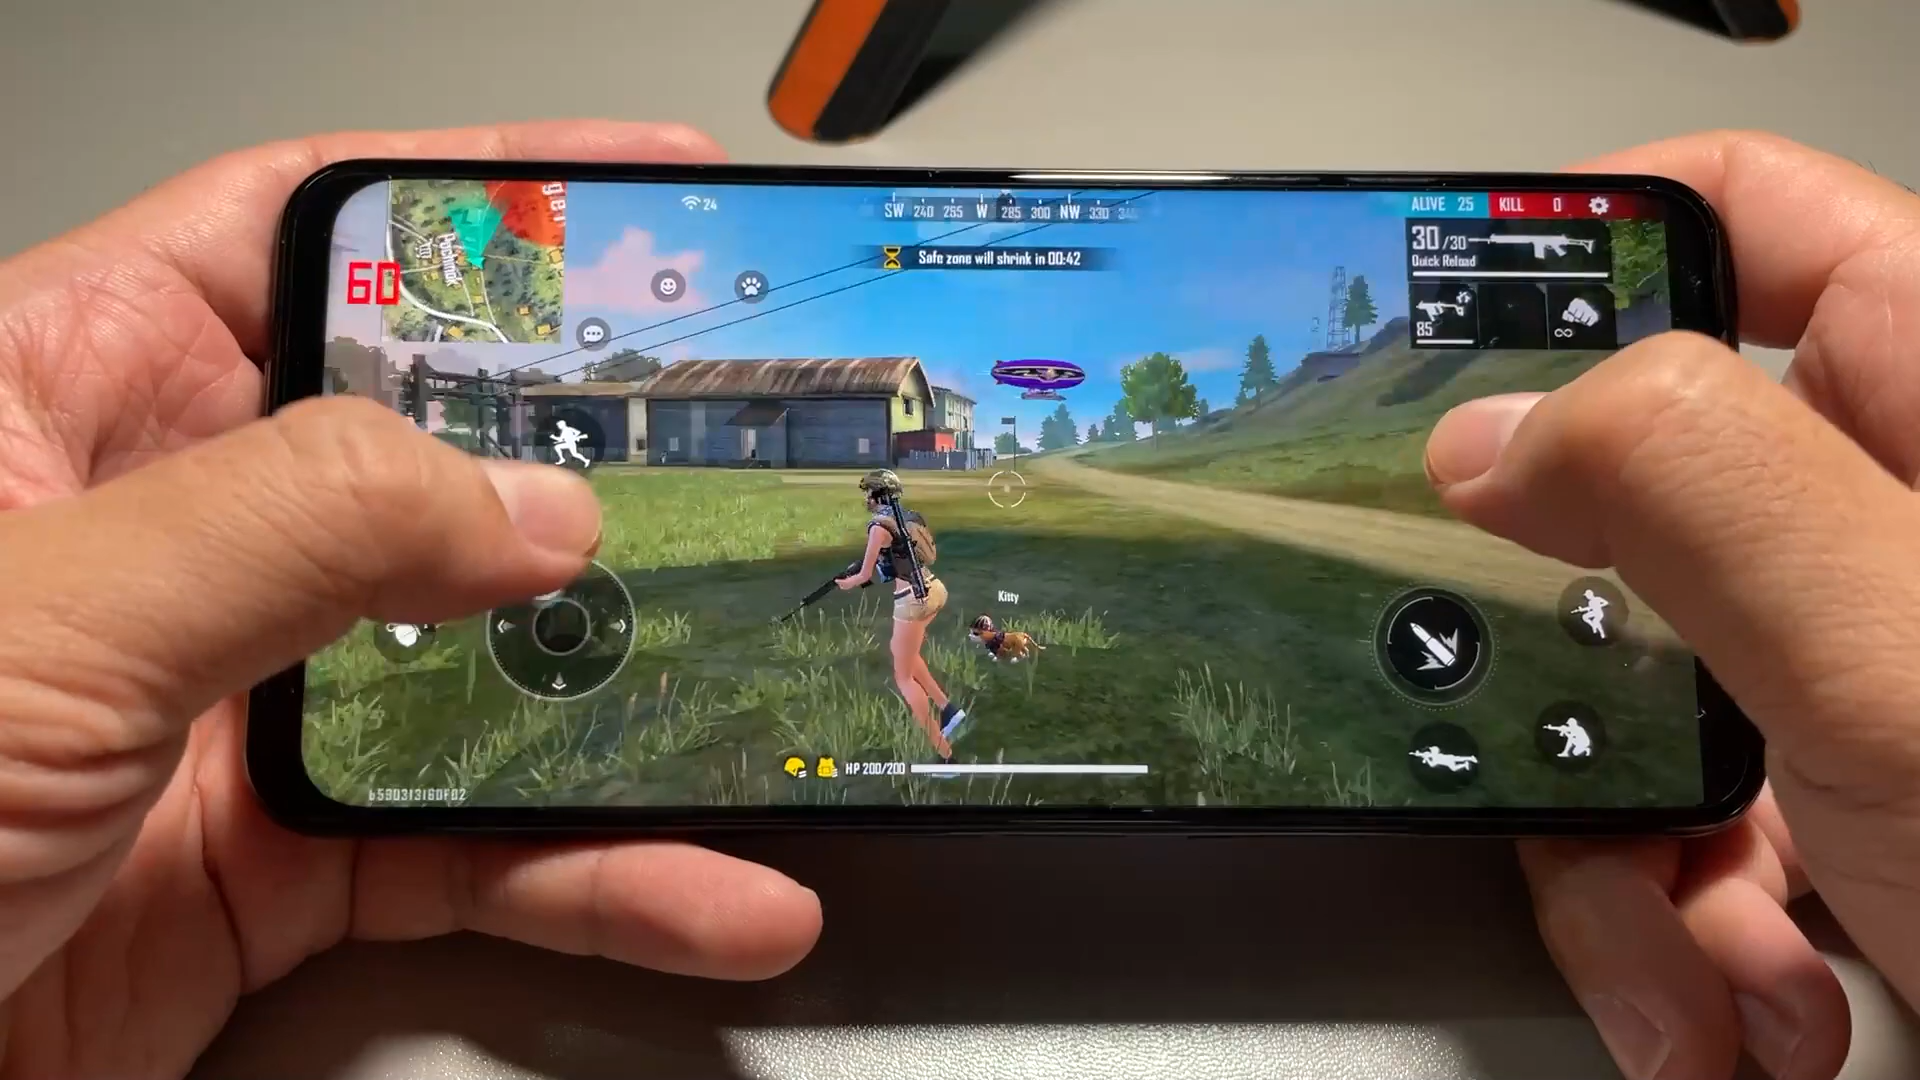 24
SW 240 255 W 285 300 NW 330
ALIVE 25 KILL 0
60
Pochinok
Safe zone will shrink in 00:42
30/30
Quick Reload
85
∞
Kitty
HP 200/200